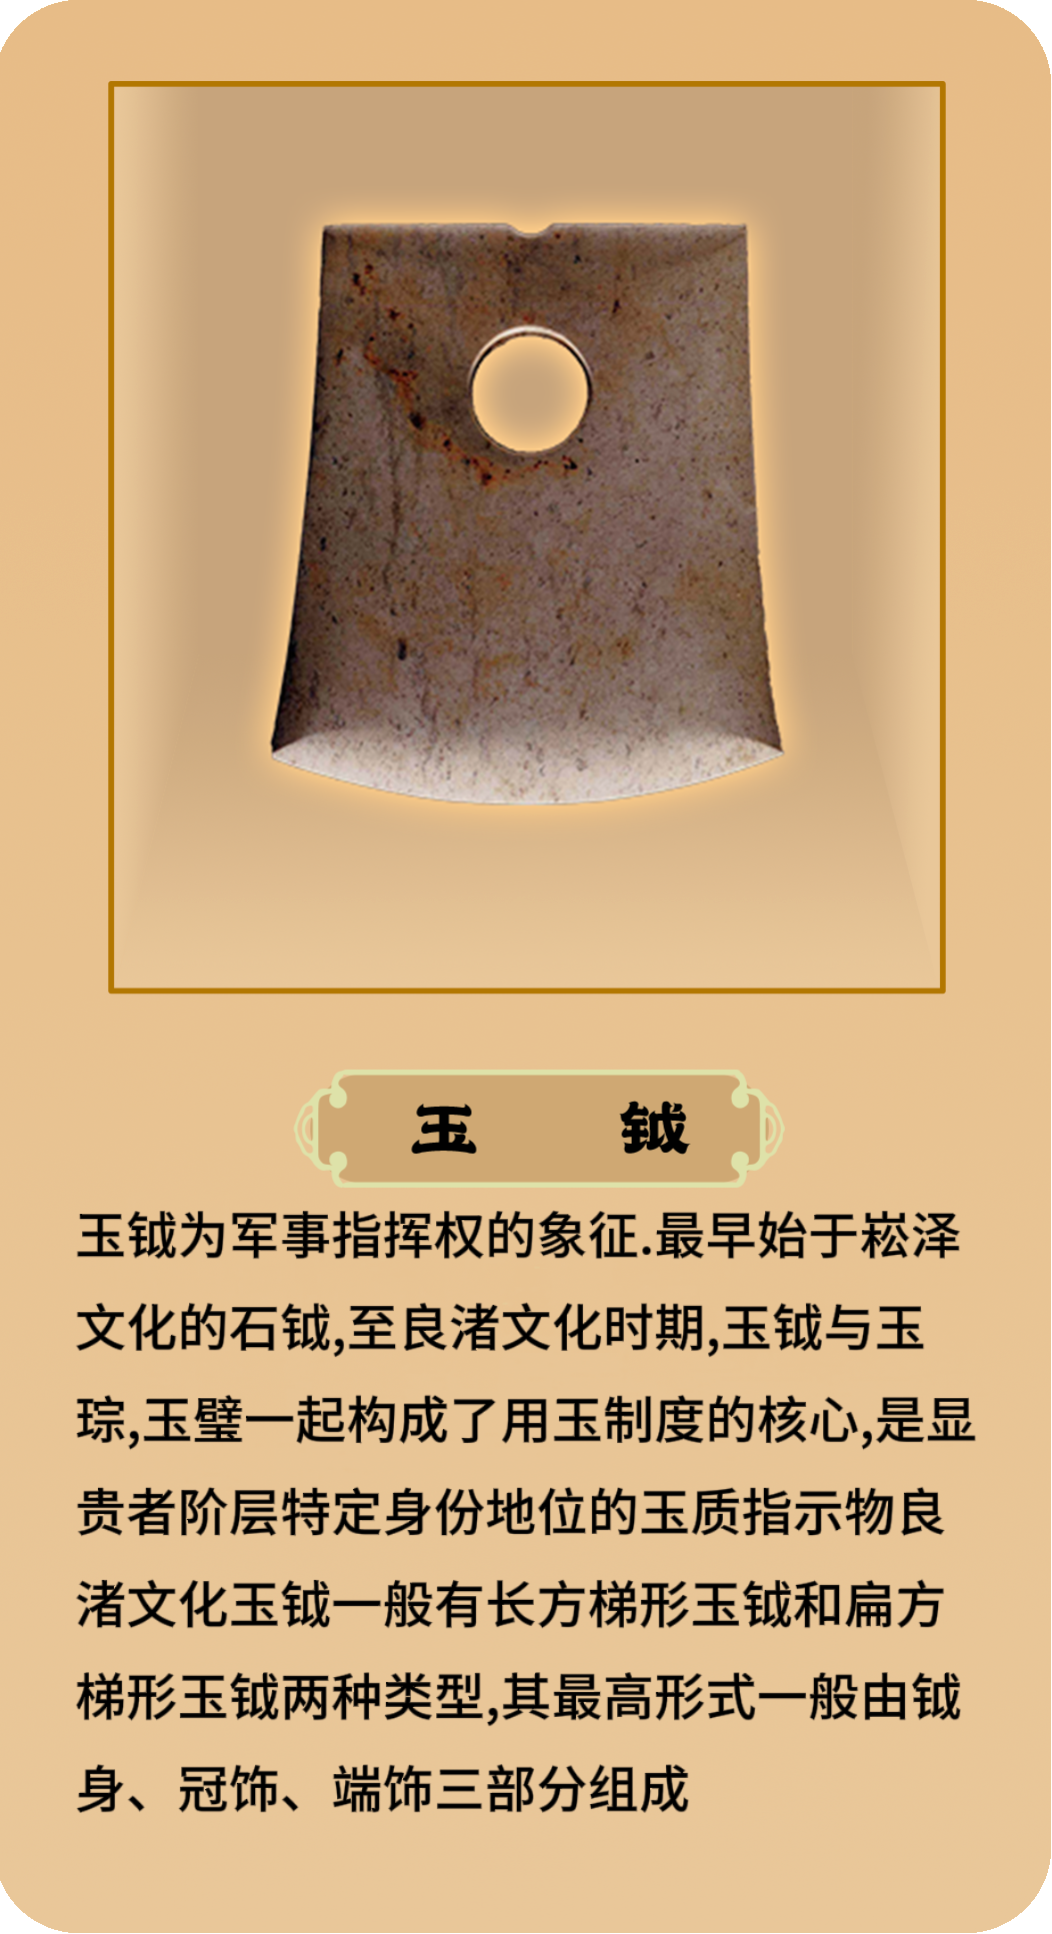 玉 钺
玉钺为军事指挥权的象征.最早始于崧泽
文化的石钺,至良渚文化时期,玉钺与玉
琮,玉璧一起构成了用玉制度的核心,是显
贵者阶层特定身份地位的玉质指示物良
渚文化玉钺一般有长方梯形玉钺和扁方
梯形玉钺两种类型,其最高形式一般由钺
身、冠饰、端饰三部分组成